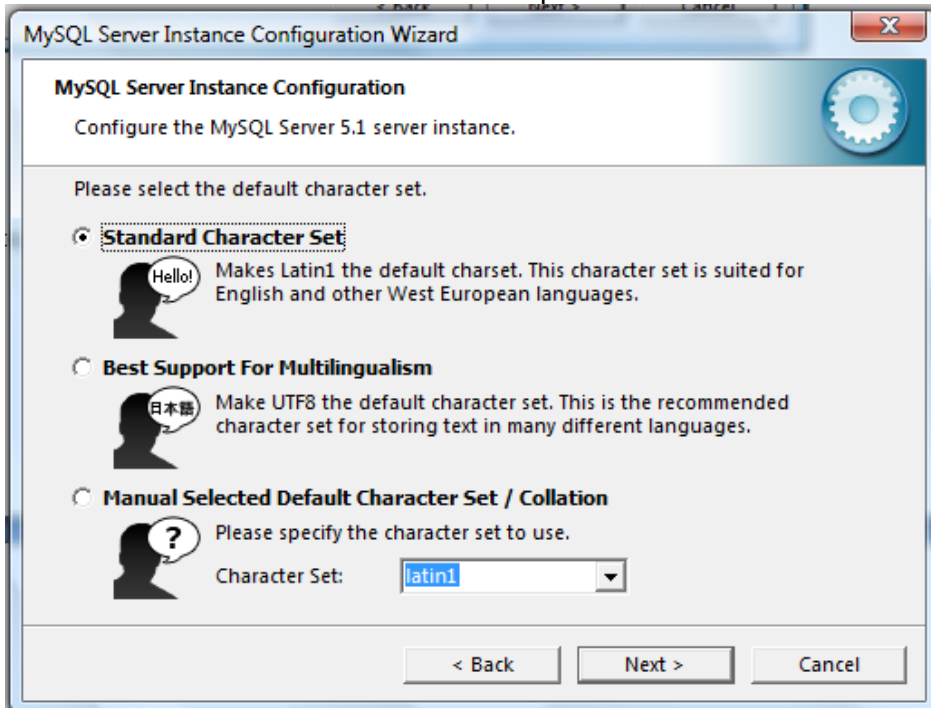 < Back Next > Cancel
MySQL Server Instance Configuration Wizard
MySQL Server Instance Configuration
Configure the MySQL Server 5.1 server instance.
Please select the default character set.
Standard Character Set
Hello!
Makes Latin1 the default charset. This character set is suited for
English and other West European languages.
Best Support For Multilingualism
日本語
Make UTF8 the default character set. This is the recommended
character set for storing text in many different languages.
Manual Selected Default Character Set / Collation
?
Please specify the character set to use.
Character Set: latin1
< Back Next > Cancel